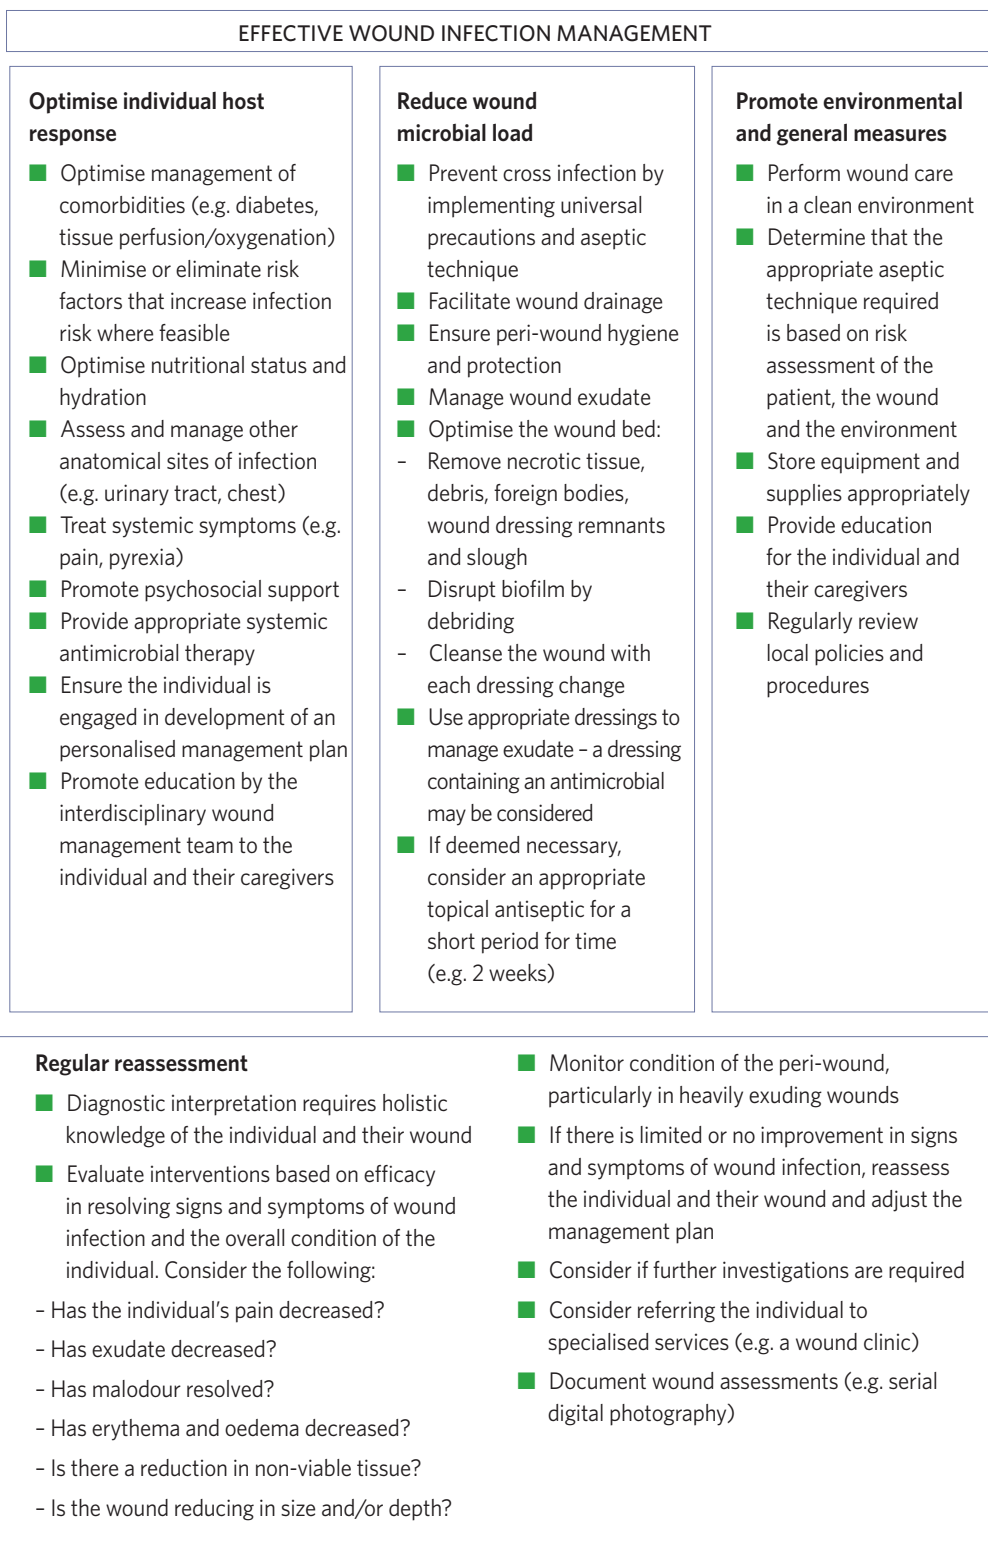 EFFECTIVE WOUND INFECTION MANAGEMENT
Optimise individual host
response
■ Optimise management of
comorbidities (e.g. diabetes,
tissue perfusion/oxygenation)
■ Minimise or eliminate risk
factors that increase infection
risk where feasible
■ Optimise nutritional status and
hydration
■ Assess and manage other
anatomical sites of infection
(e.g. urinary tract, chest)
■ Treat systemic symptoms (e.g.
pain, pyrexia)
■ Promote psychosocial support
■ Provide appropriate systemic
antimicrobial therapy
■ Ensure the individual is
engaged in development of an
personalised management plan
■ Promote education by the
interdisciplinary wound
management team to the
individual and their caregivers
Reduce wound
microbial load
■ Prevent cross infection by
implementing universal
precautions and aseptic
technique
■ Facilitate wound drainage
■ Ensure peri-wound hygiene
and protection
■ Manage wound exudate
■ Optimise the wound bed:
– Remove necrotic tissue,
debris, foreign bodies,
wound dressing remnants
and slough
– Disrupt biofilm by
debriding
– Cleanse the wound with
each dressing change
■ Use appropriate dressings to
manage exudate – a dressing
containing an antimicrobial
may be considered
■ If deemed necessary,
consider an appropriate
topical antiseptic for a
short period for time
(e.g. 2 weeks)
Promote environmental
and general measures
■ Perform wound care
in a clean environment
■ Determine that the
appropriate aseptic
technique required
is based on risk
assessment of the
patient, the wound
and the environment
■ Store equipment and
supplies appropriately
■ Provide education
for the individual and
their caregivers
■ Regularly review
local policies and
procedures
Regular reassessment
■ Diagnostic interpretation requires holistic
knowledge of the individual and their wound
■ Evaluate interventions based on efficacy
in resolving signs and symptoms of wound
infection and the overall condition of the
individual. Consider the following:
– Has the individual's pain decreased?
– Has exudate decreased?
– Has malodour resolved?
– Has erythema and oedema decreased?
– Is there a reduction in non-viable tissue?
– Is the wound reducing in size and/or depth?
■ Monitor condition of the peri-wound,
particularly in heavily exuding wounds
■ If there is limited or no improvement in signs
and symptoms of wound infection, reassess
the individual and their wound and adjust the
management plan
■ Consider if further investigations are required
■ Consider referring the individual to
specialised services (e.g. a wound clinic)
■ Document wound assessments (e.g. serial
digital photography)